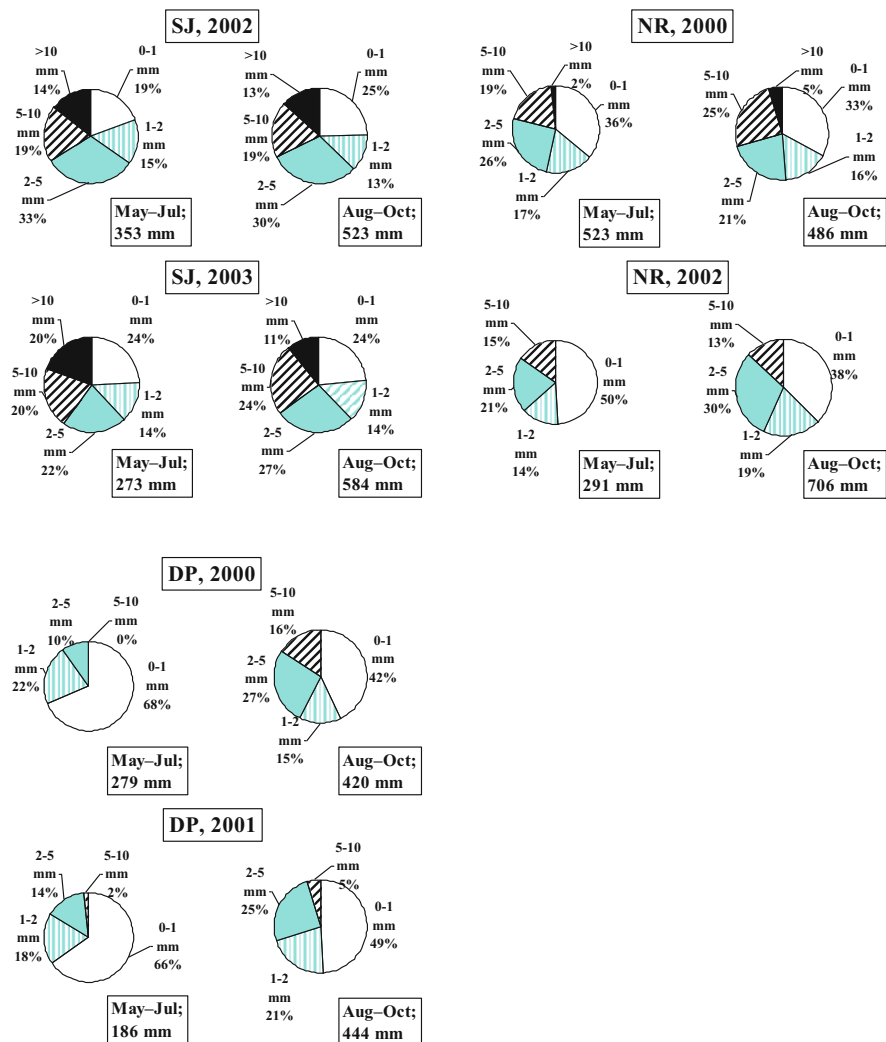 SJ, 2002
>10
mm
14%
0-1
mm
19%
5-10
mm
19%
1-2
mm
15%
2-5
mm
33%
May–Jul;
353 mm
>10
mm
13%
0-1
mm
25%
5-10
mm
19%
1-2
mm
13%
2-5
mm
30%
Aug–Oct;
523 mm
NR, 2000
5-10
mm
19%
>10
mm
2%
0-1
mm
36%
2-5
mm
26%
1-2
mm
17%
May–Jul;
523 mm
>10
mm
5%
5-10
mm
25%
0-1
mm
33%
1-2
mm
16%
2-5
mm
21%
Aug–Oct;
486 mm
SJ, 2003
>10
mm
20%
0-1
mm
24%
5-10
mm
20%
1-2
mm
14%
2-5
mm
22%
May–Jul;
273 mm
>10
mm
11%
0-1
mm
24%
5-10
mm
24%
1-2
mm
14%
2-5
mm
27%
Aug–Oct;
584 mm
NR, 2002
5-10
mm
15%
0-1
mm
50%
2-5
mm
21%
1-2
mm
14%
May–Jul;
291 mm
5-10
mm
13%
0-1
mm
38%
2-5
mm
30%
1-2
mm
19%
Aug–Oct;
706 mm
DP, 2000
2-5
mm
10%
5-10
mm
0%
1-2
mm
22%
0-1
mm
68%
May–Jul;
279 mm
5-10
mm
16%
0-1
mm
42%
2-5
mm
27%
1-2
mm
15%
Aug–Oct;
420 mm
DP, 2001
2-5
mm
14%
5-10
mm
2%
1-2
mm
18%
0-1
mm
66%
May–Jul;
186 mm
2-5
mm
25%
5-10
mm
5%
0-1
mm
49%
1-2
mm
21%
Aug–Oct;
444 mm